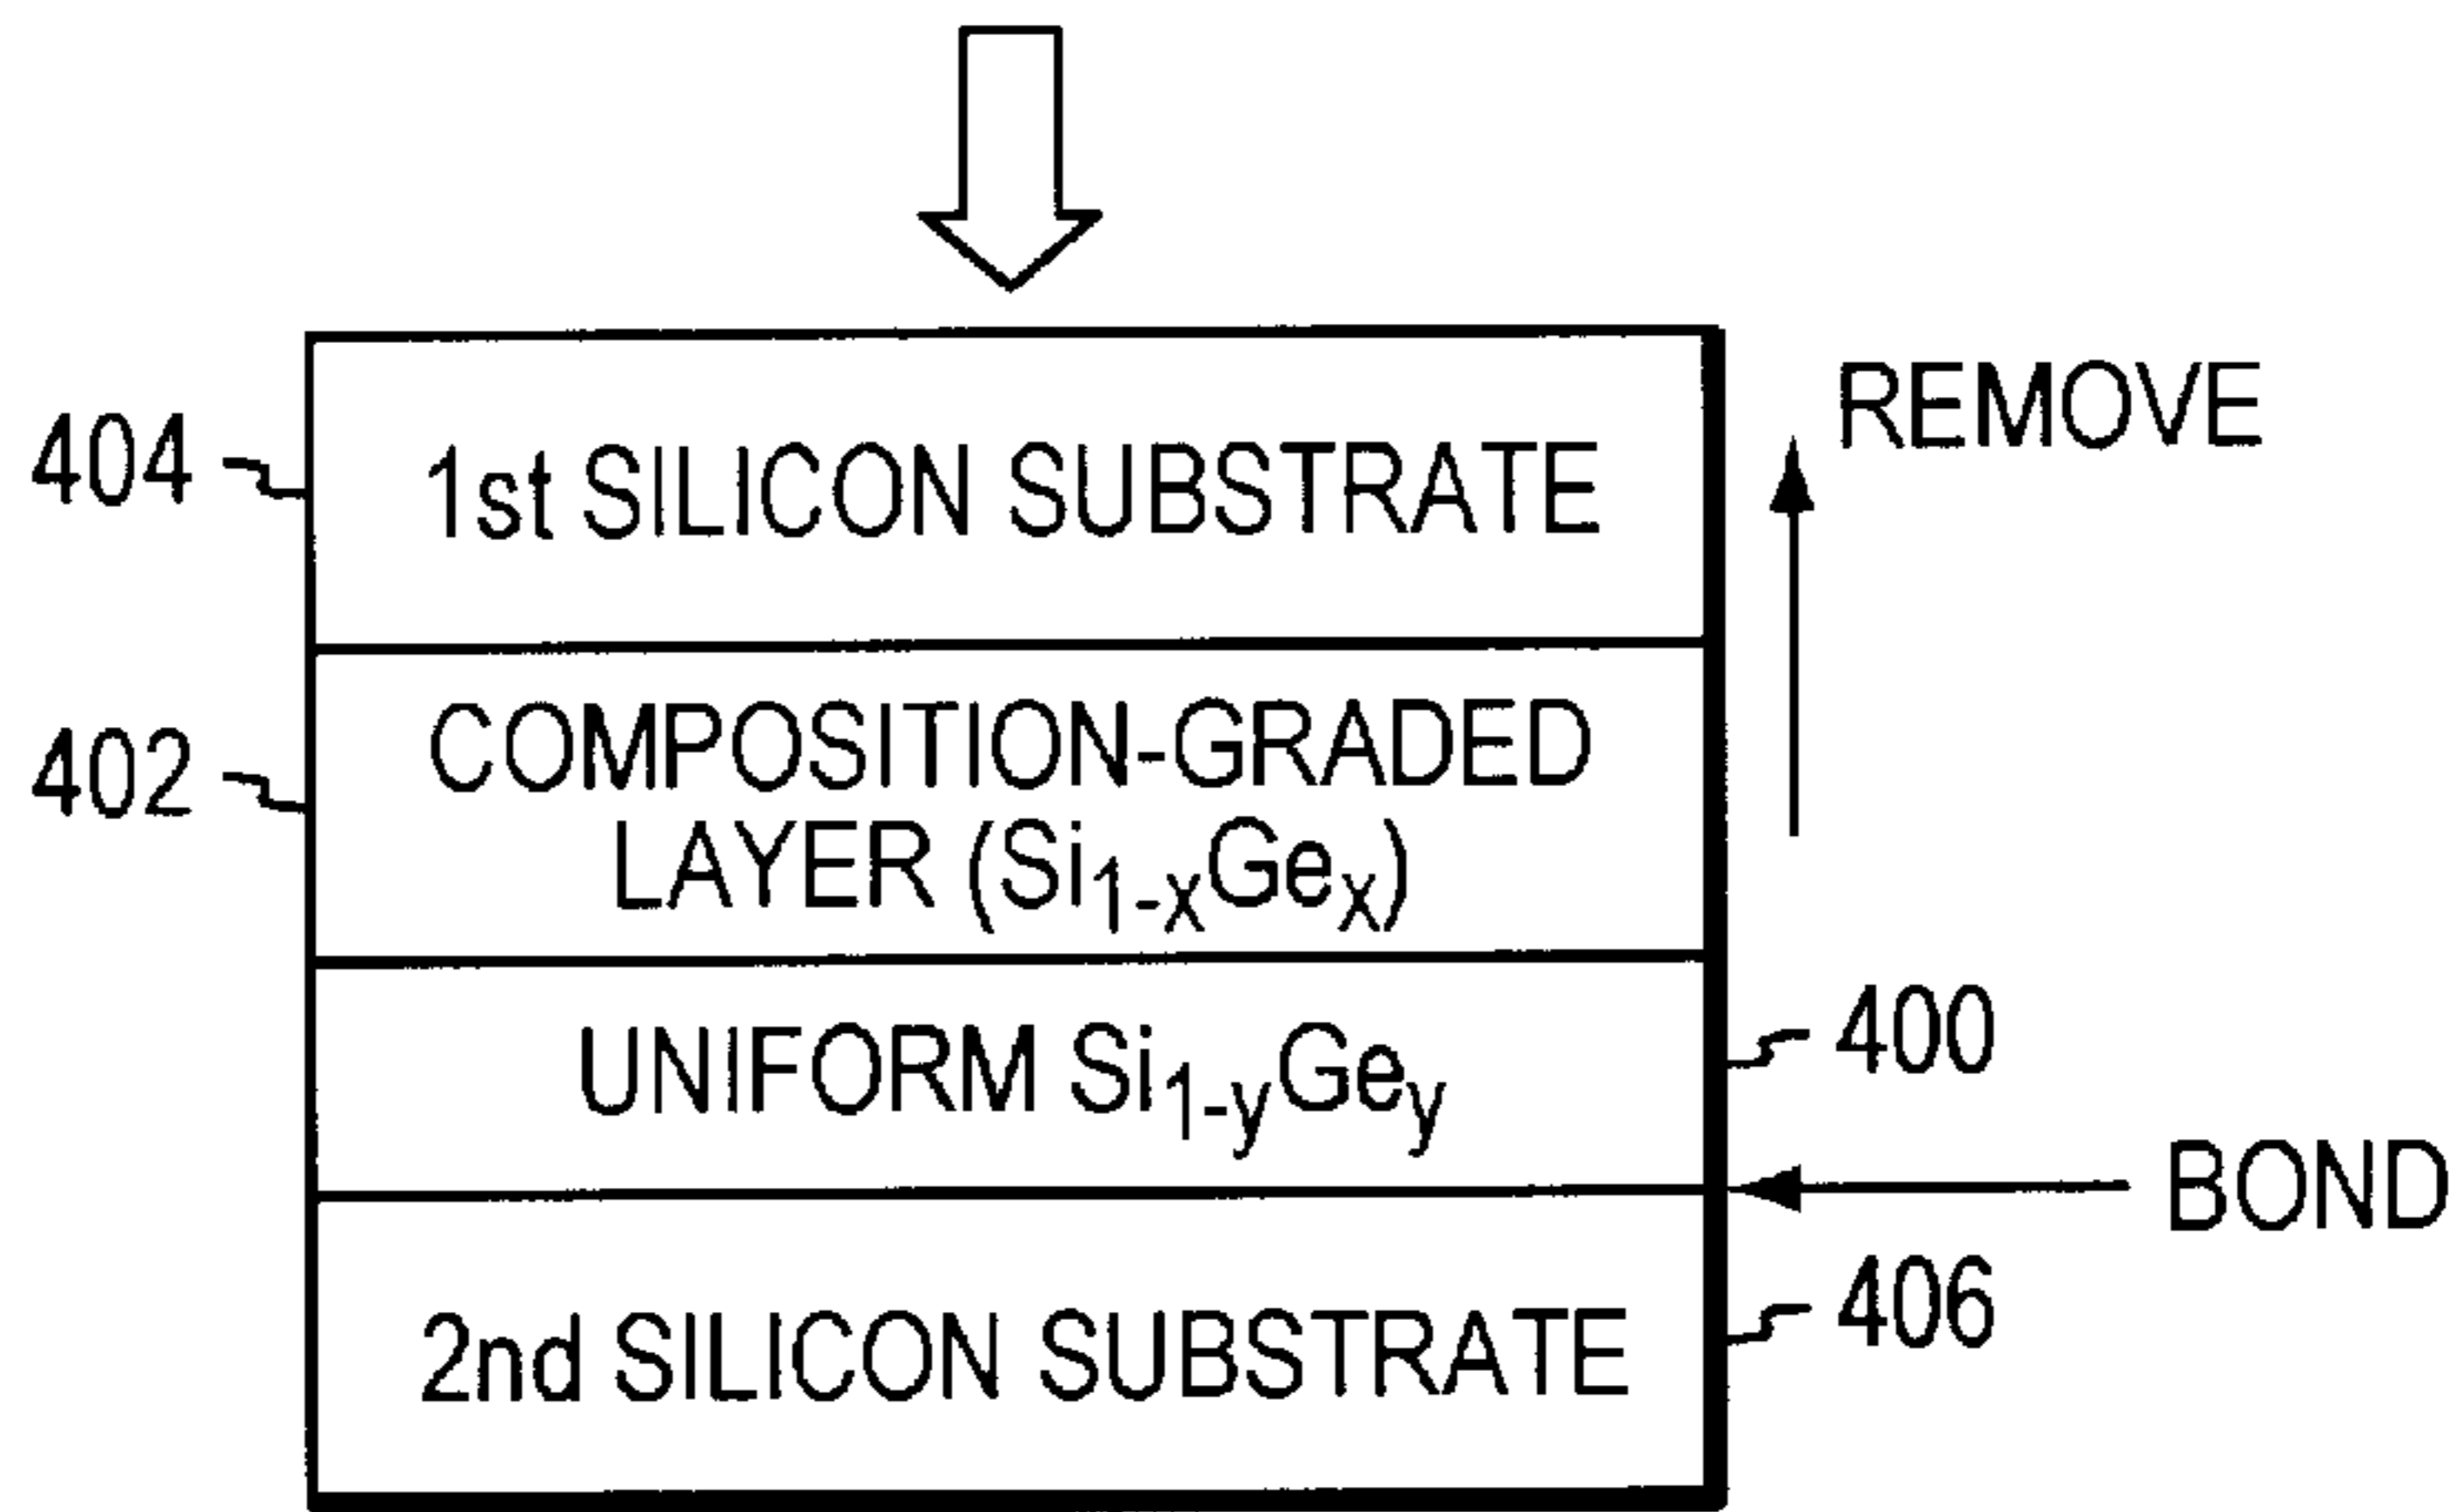 REMOVE
404
1st SILICON SUBSTRATE
402
COMPOSITION-GRADED
LAYER (Si1-xGex)
UNIFORM Si1-yGey
400
BOND
2nd SILICON SUBSTRATE
406